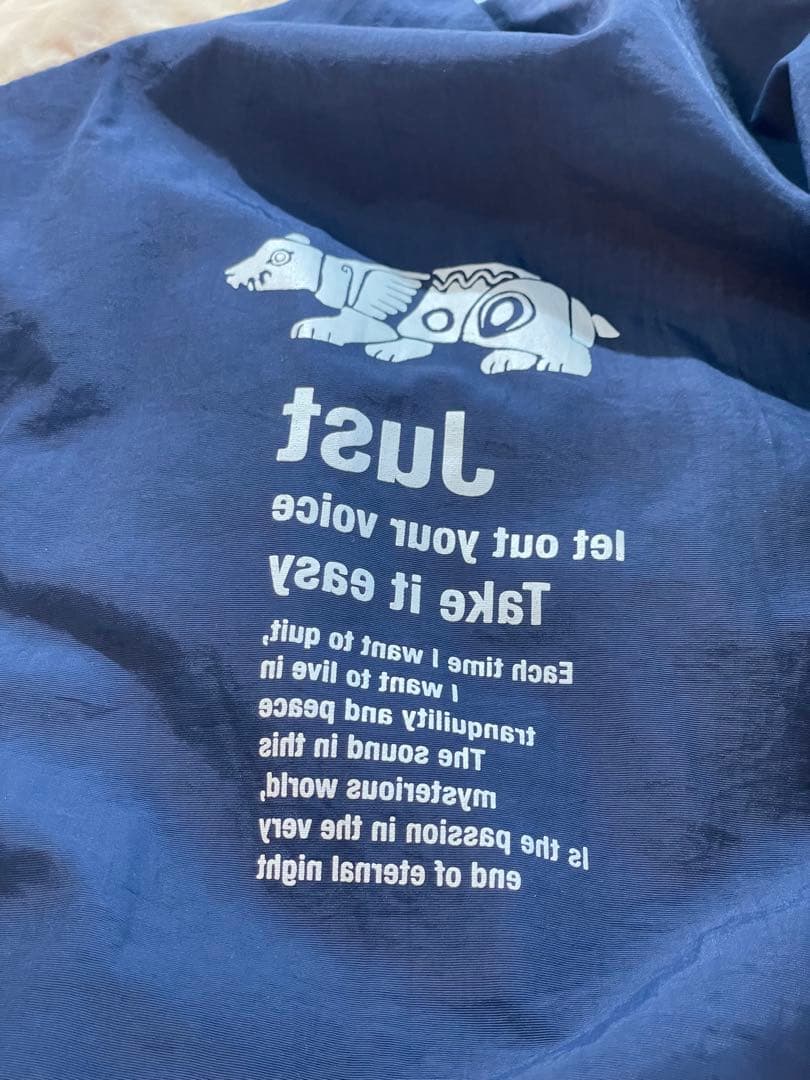 Just
let out your voice
Take it easy
Each time I want to quit,
I want to live in
tranquility and peace
The sound in this
mysterious world,
Is the passion in the very
end of eternal night